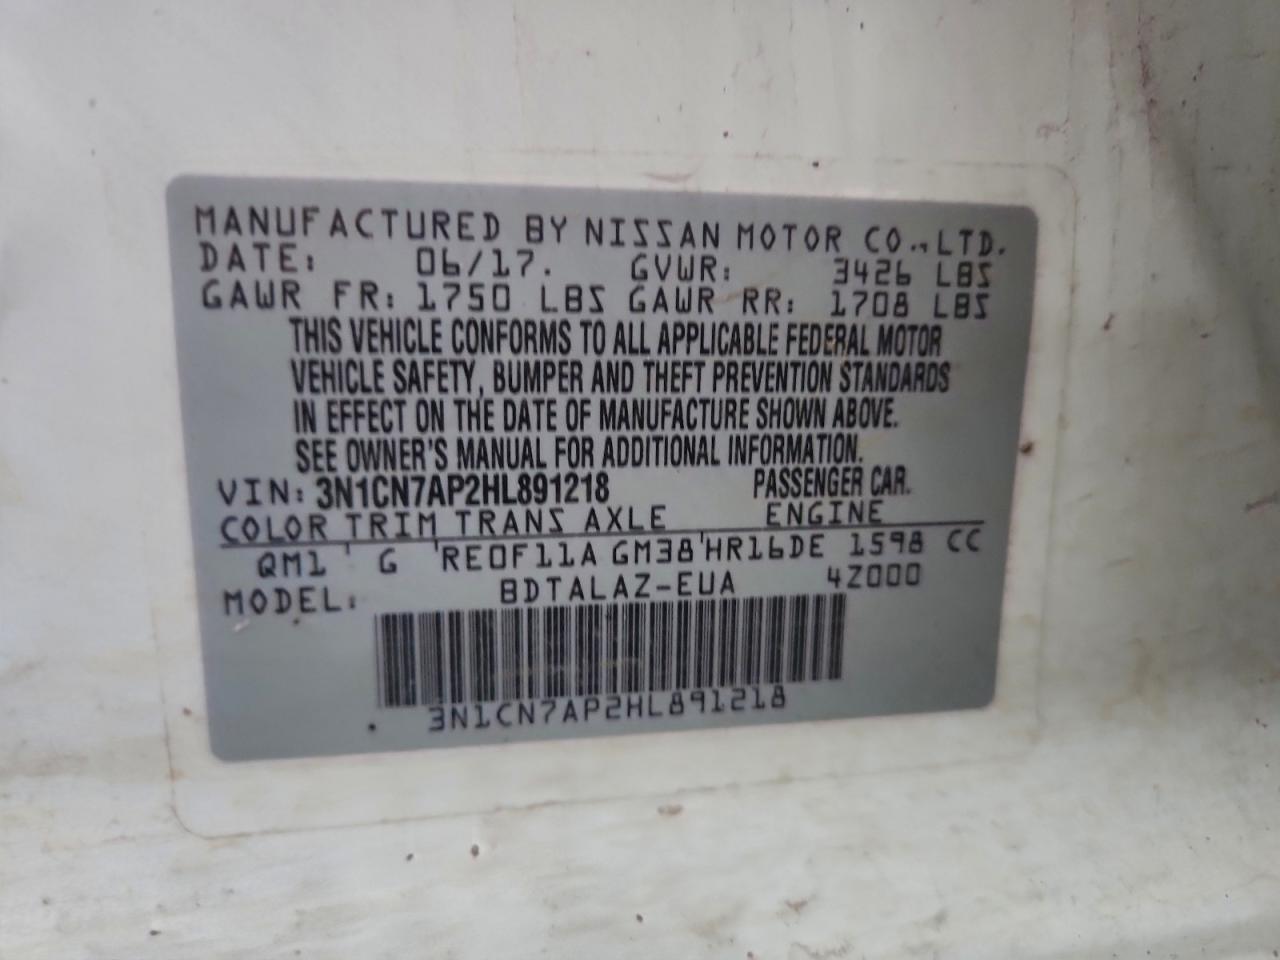 MANUFACTURED BY NISSAN MOTOR CO., LTD.
DATE: 06/17. GVWR: 3426 LBS
GAWR FR: 1750 LBS GAWR RR: 1708 LBS
THIS VEHICLE CONFORMS TO ALL APPLICABLE FEDERAL MOTOR
VEHICLE SAFETY, BUMPER AND THEFT PREVENTION STANDARDS
IN EFFECT ON THE DATE OF MANUFACTURE SHOWN ABOVE.
SEE OWNER'S MANUAL FOR ADDITIONAL INFORMATION.
VIN: 3N1CN7AP2HL891218 PASSENGER CAR.
COLOR TRIM TRANS AXLE ENGINE
QM1 ' G ' RE0F11A GM38 ' HR16DE 1598 CC
MODEL: BDTALAZ-EUA 4Z000
3N1CN7AP2HL891218